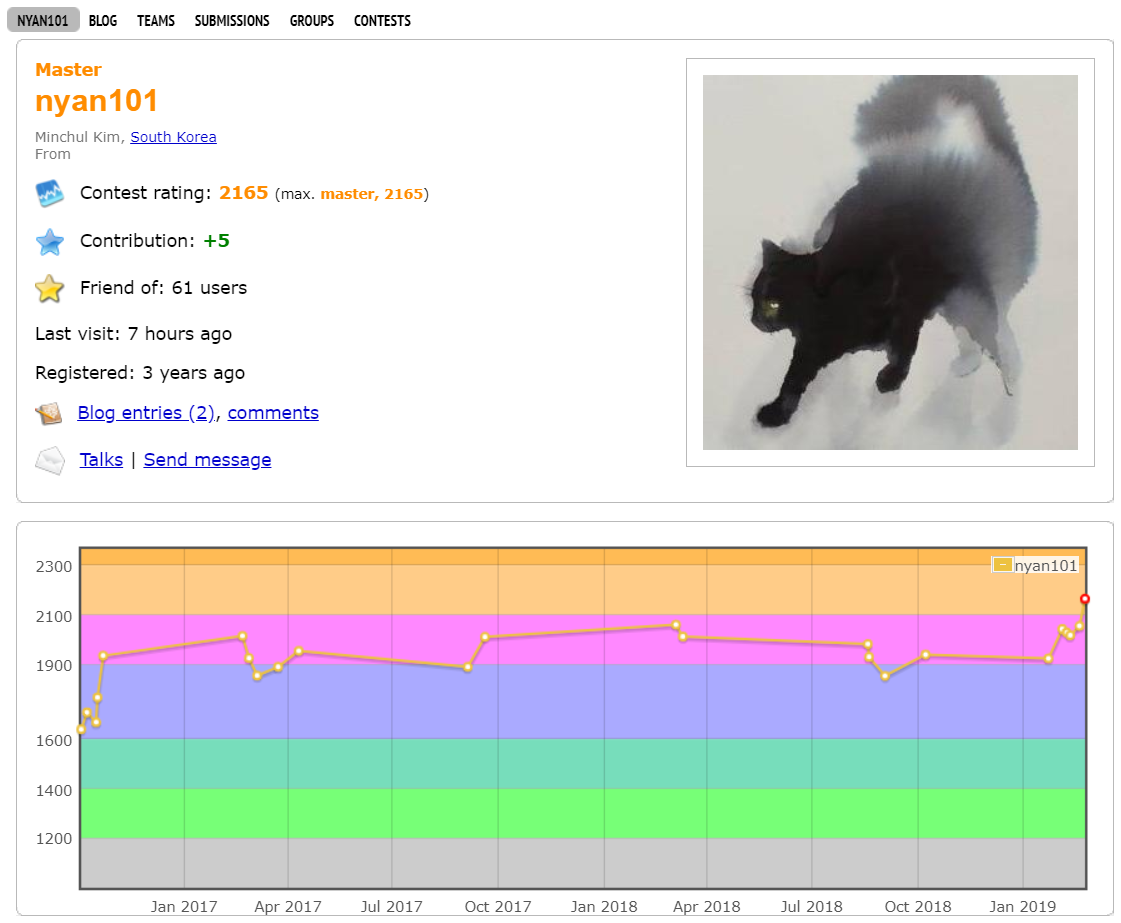 NYAN101 BLOG TEAMS SUBMISSIONS GROUPS CONTESTS
Master
nyan101
Minchul Kim, South Korea
From
Contest rating: 2165 (max. master, 2165)
Contribution: +5
Friend of: 61 users
Last visit: 7 hours ago
Registered: 3 years ago
Blog entries (2), comments
Talks | Send message
nyan101
2300
2100
1900
1600
1400
1200
Jan 2017 Apr 2017 Jul 2017 Oct 2017 Jan 2018 Apr 2018 Jul 2018 Oct 2018 Jan 2019